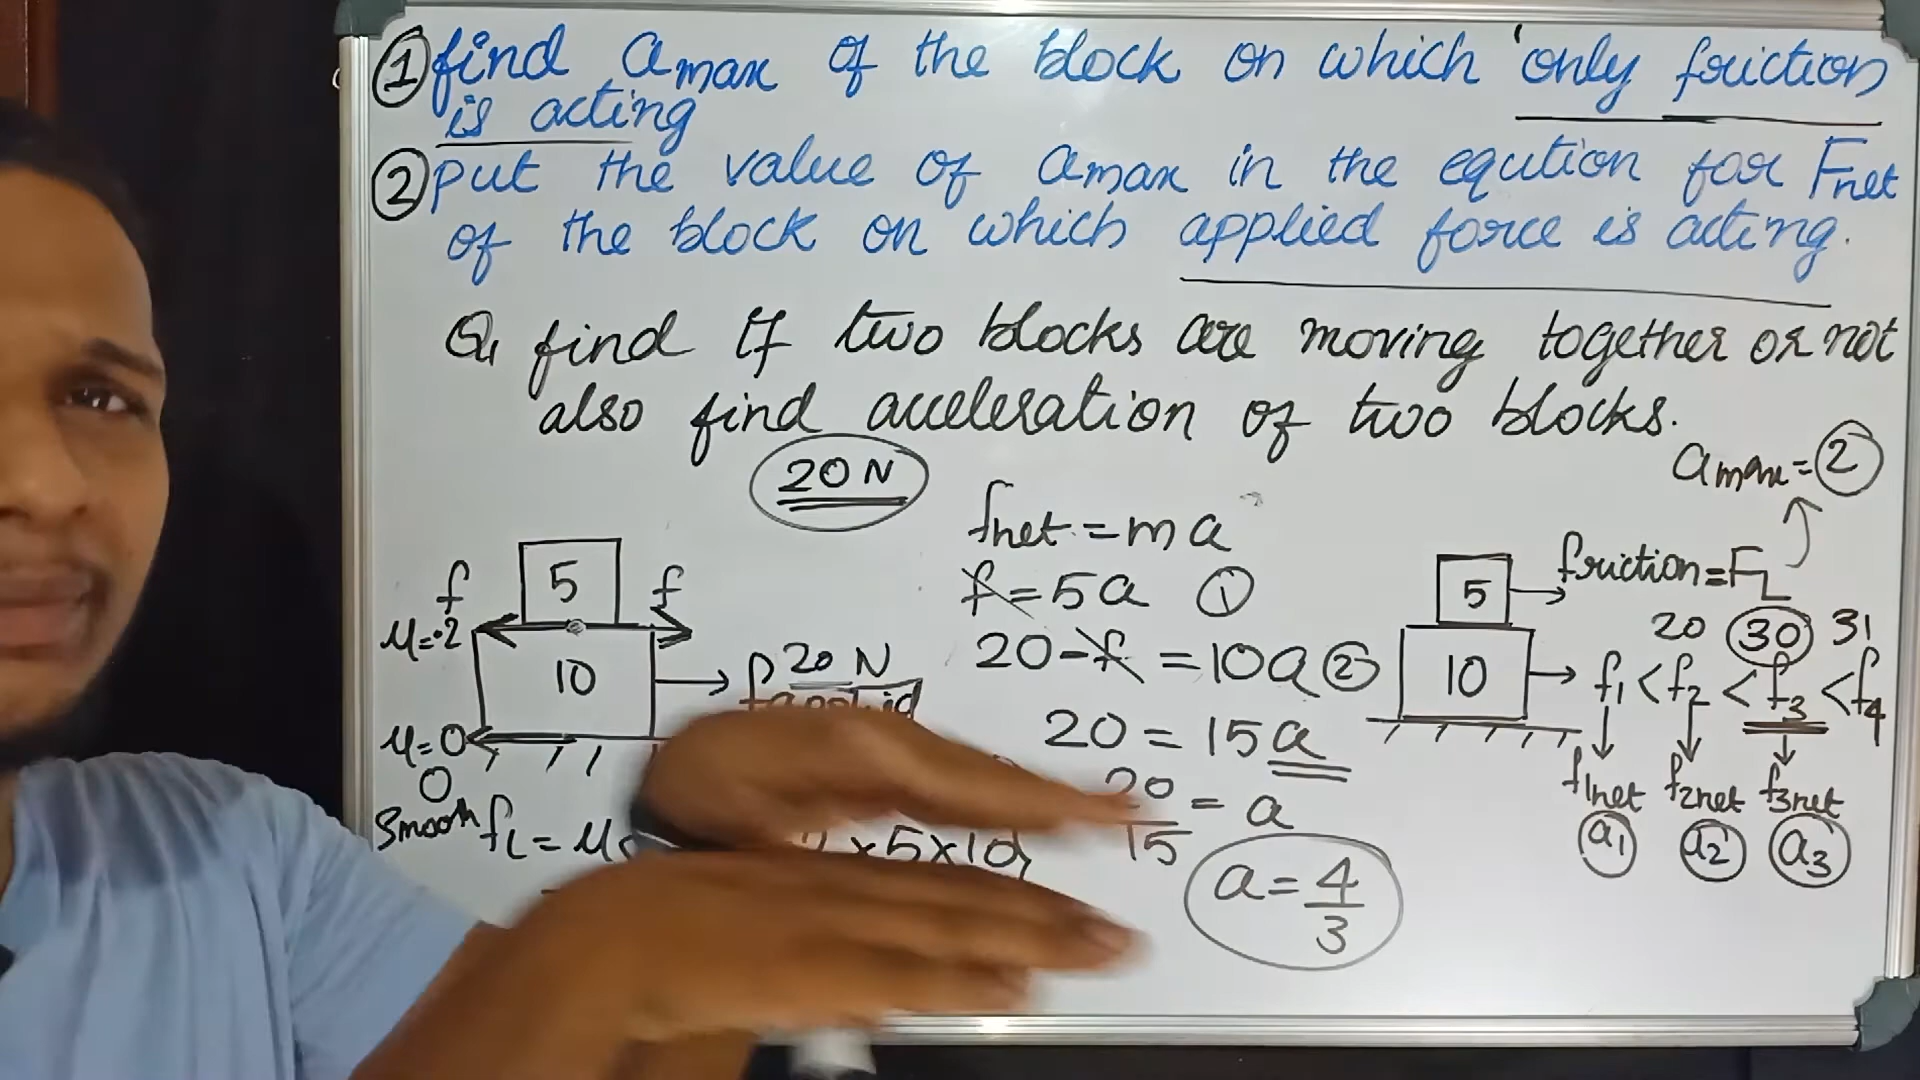 ① find amax of the block on which 'only friction
is acting
② put the value of amax in the eqution for Fnet
of the block on which applied force is acting.
Q1 find if two blocks are moving together or not
also find acceleration of two blocks.
20 N
amax = ②
fnet = ma
f = 5a ①
20 - f = 10a ②
20 = 15a
20/15 = a
a = 4/3
5
f
f
μ = .2
10
20 N
μ = 0
0
Smooth
fL = μ
x5x10
5
friction = FL
20 30 31
10
f1 < f2 < f3 < f4
f1net f2net f3net
a1 a2 a3